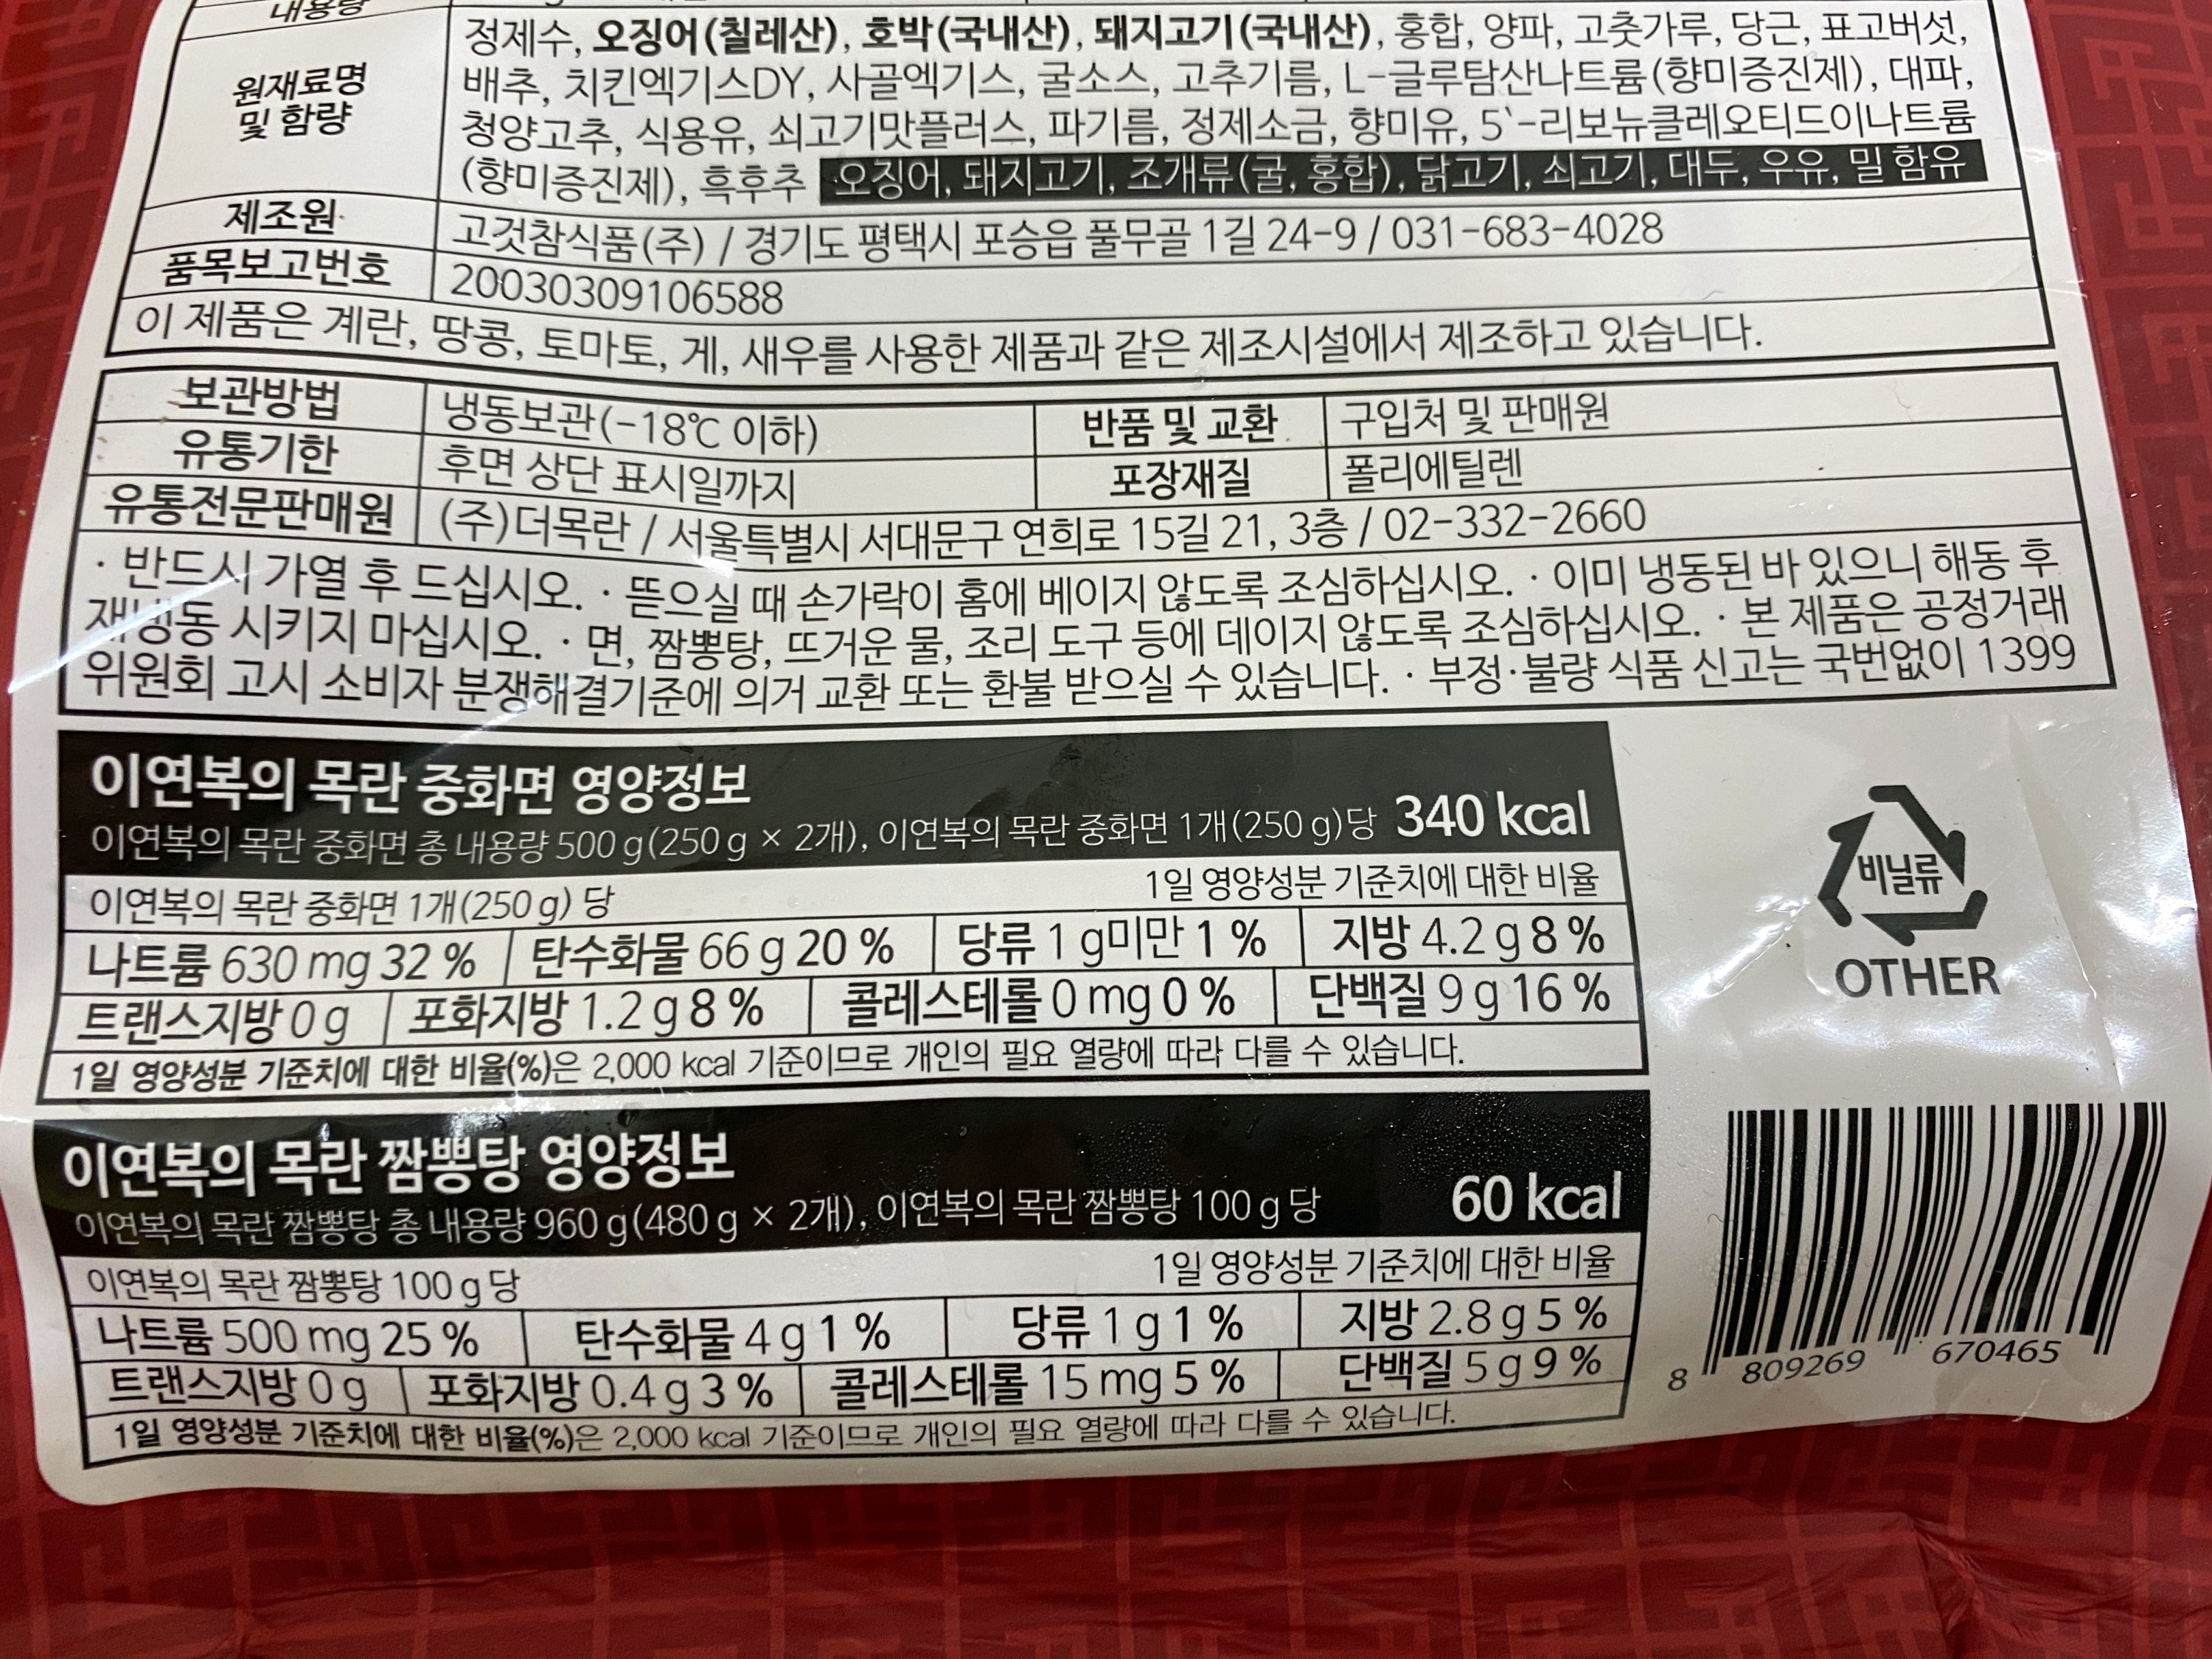 내용량
정제수, 오징어(칠레산), 호박(국내산), 돼지고기(국내산), 홍합, 양파, 고춧가루, 당근, 표고버섯,
원재료명
및 함량
배추, 치킨엑기스DY, 사골엑기스, 굴소스, 고추기름, L-글루탐산나트륨(향미증진제), 대파,
청양고추, 식용유, 쇠고기맛플러스, 파기름, 정제소금, 향미유, 5`-리보뉴클레오티드이나트륨
(향미증진제), 흑후추 오징어, 돼지고기, 조개류(굴, 홍합), 닭고기, 쇠고기, 대두, 우유, 밀 함유
제조원 고것참식품(주) / 경기도 평택시 포승읍 풀무골 1길 24-9 / 031-683-4028
품목보고번호 20030309106588
이 제품은 계란, 땅콩, 토마토, 게, 새우를 사용한 제품과 같은 제조시설에서 제조하고 있습니다.
보관방법 냉동보관(-18℃ 이하) 반품 및 교환 구입처 및 판매원
유통기한 후면 상단 표시일까지 포장재질 폴리에틸렌
유통전문판매원 (주)더목란 / 서울특별시 서대문구 연희로 15길 21, 3층 / 02-332-2660
· 반드시 가열 후 드십시오. · 뜯으실 때 손가락이 홈에 베이지 않도록 조심하십시오. · 이미 냉동된 바 있으니 해동 후
재냉동 시키지 마십시오. · 면, 짬뽕탕, 뜨거운 물, 조리 도구 등에 데이지 않도록 조심하십시오. · 본 제품은 공정거래
위원회 고시 소비자 분쟁해결기준에 의거 교환 또는 환불 받으실 수 있습니다. · 부정·불량 식품 신고는 국번없이 1399
이연복의 목란 중화면 영양정보
이연복의 목란 중화면 총 내용량 500 g(250 g × 2개), 이연복의 목란 중화면 1개(250 g)당 340 kcal
이연복의 목란 중화면 1개(250 g) 당 1일 영양성분 기준치에 대한 비율
나트륨 630 mg 32 % 탄수화물 66 g 20 % 당류 1 g미만 1 % 지방 4.2 g 8 %
트랜스지방 0 g 포화지방 1.2 g 8 % 콜레스테롤 0 mg 0 % 단백질 9 g 16 %
1일 영양성분 기준치에 대한 비율(%)은 2,000 kcal 기준이므로 개인의 필요 열량에 따라 다를 수 있습니다.
비닐류
OTHER
이연복의 목란 짬뽕탕 영양정보
이연복의 목란 짬뽕탕 총 내용량 960 g(480 g × 2개), 이연복의 목란 짬뽕탕 100 g 당 60 kcal
이연복의 목란 짬뽕탕 100 g 당 1일 영양성분 기준치에 대한 비율
나트륨 500 mg 25 % 탄수화물 4 g 1 % 당류 1 g 1 % 지방 2.8 g 5 %
트랜스지방 0 g 포화지방 0.4 g 3 % 콜레스테롤 15 mg 5 % 단백질 5 g 9 %
1일 영양성분 기준치에 대한 비율(%)은 2,000 kcal 기준이므로 개인의 필요 열량에 따라 다를 수 있습니다.
8 809269 670465